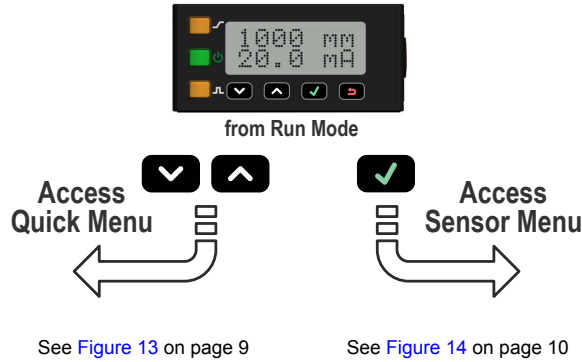 1000 mm
20.0 mA
from Run Mode
Access
Quick Menu
Access
Sensor Menu
See Figure 13 on page 9
See Figure 14 on page 10